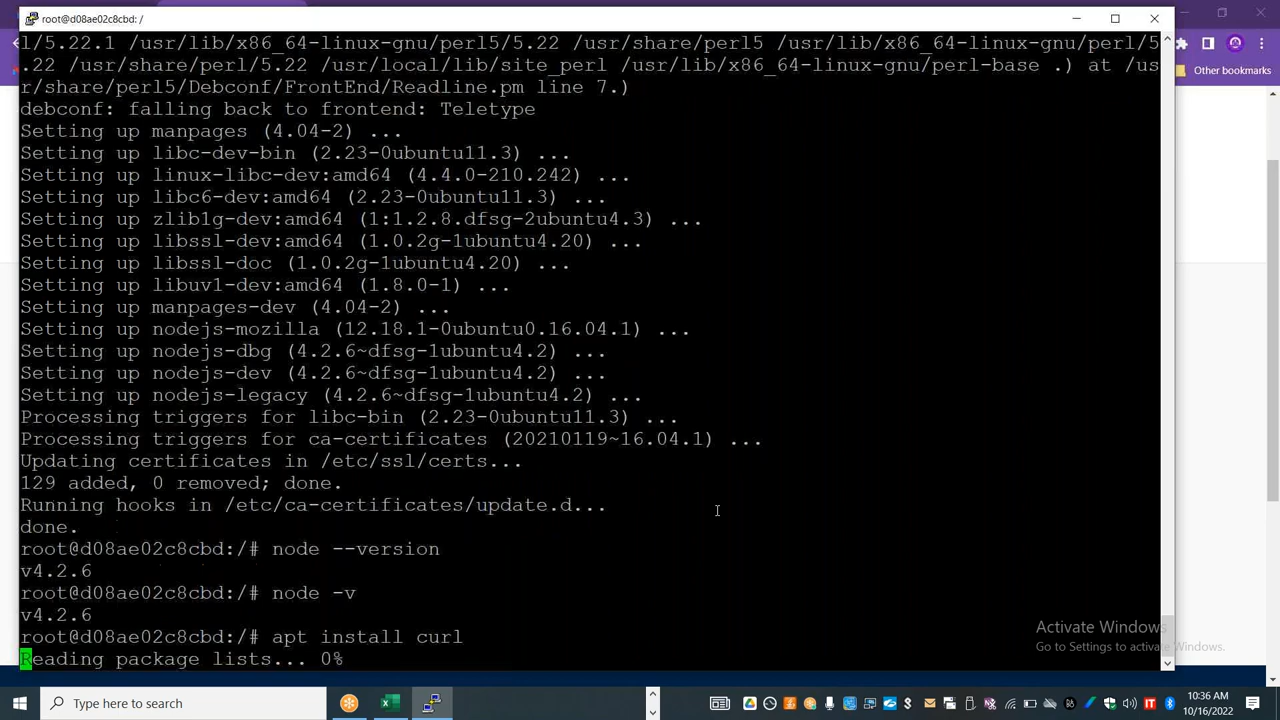 root@d08ae02c8cbd: /
l/5.22.1 /usr/lib/x86_64-linux-gnu/perl5/5.22 /usr/share/perl5 /usr/lib/x86_64-linux-gnu/perl/5
.22 /usr/share/perl/5.22 /usr/local/lib/site_perl /usr/lib/x86_64-linux-gnu/perl-base .) at /us
r/share/perl5/Debconf/FrontEnd/Readline.pm line 7.)
debconf: falling back to frontend: Teletype
Setting up manpages (4.04-2) ...
Setting up libc-dev-bin (2.23-0ubuntu11.3) ...
Setting up linux-libc-dev:amd64 (4.4.0-210.242) ...
Setting up libc6-dev:amd64 (2.23-0ubuntu11.3) ...
Setting up zlib1g-dev:amd64 (1:1.2.8.dfsg-2ubuntu4.3) ...
Setting up libssl-dev:amd64 (1.0.2g-1ubuntu4.20) ...
Setting up libssl-doc (1.0.2g-1ubuntu4.20) ...
Setting up libuv1-dev:amd64 (1.8.0-1) ...
Setting up manpages-dev (4.04-2) ...
Setting up nodejs-mozilla (12.18.1-0ubuntu0.16.04.1) ...
Setting up nodejs-dbg (4.2.6~dfsg-1ubuntu4.2) ...
Setting up nodejs-dev (4.2.6~dfsg-1ubuntu4.2) ...
Setting up nodejs-legacy (4.2.6~dfsg-1ubuntu4.2) ...
Processing triggers for libc-bin (2.23-0ubuntu11.3) ...
Processing triggers for ca-certificates (20210119~16.04.1) ...
Updating certificates in /etc/ssl/certs...
129 added, 0 removed; done.
Running hooks in /etc/ca-certificates/update.d...
done.
root@d08ae02c8cbd:/# node --version
v4.2.6
root@d08ae02c8cbd:/# node -v
v4.2.6
root@d08ae02c8cbd:/# apt install curl
Reading package lists... 0%
Other bookmarks
Activate Windows
Go to Settings to activate Windows.
Type here to search
10:36 AM
10/16/2022